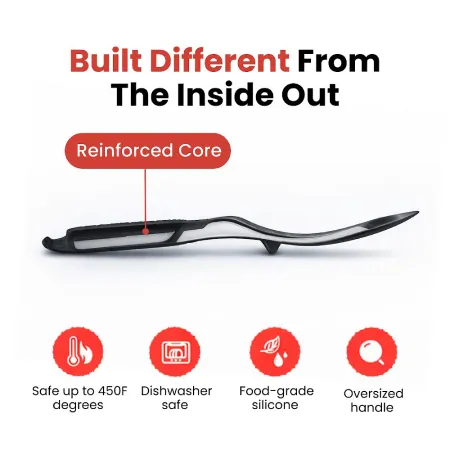 Built Different From
The Inside Out
Reinforced Core
Safe up to 450F
degrees
Dishwasher
safe
Food-grade
silicone
Oversized
handle